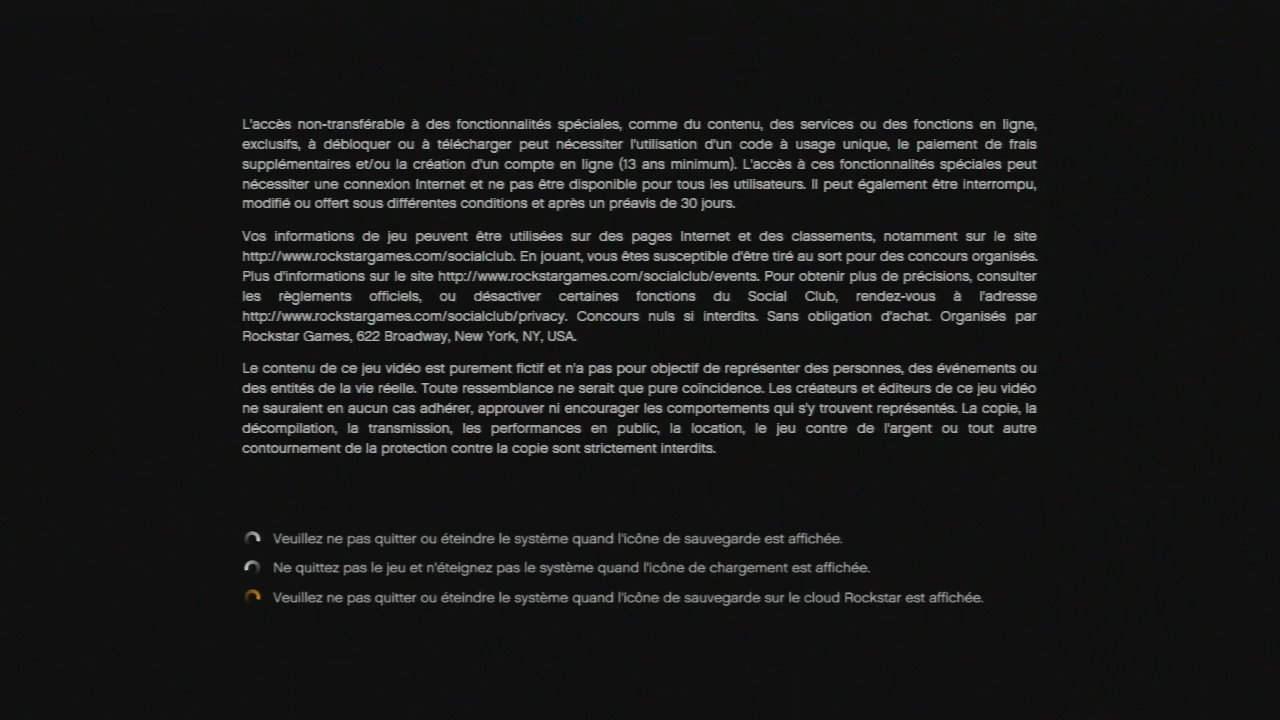 L'accès non-transférable à des fonctionnalités spéciales, comme du contenu, des services ou des fonctions en ligne,
exclusifs, à débloquer ou à télécharger peut nécessiter l'utilisation d'un code à usage unique, le paiement de frais
supplémentaires et/ou la création d'un compte en ligne (13 ans minimum). L'accès à ces fonctionnalités spéciales peut
nécessiter une connexion Internet et ne pas être disponible pour tous les utilisateurs. Il peut également être interrompu,
modifié ou offert sous différentes conditions et après un préavis de 30 jours.
Vos informations de jeu peuvent être utilisées sur des pages Internet et des classements, notamment sur le site
http://www.rockstargames.com/socialclub. En jouant, vous êtes susceptible d'être tiré au sort pour des concours organisés.
Plus d'informations sur le site http://www.rockstargames.com/socialclub/events. Pour obtenir plus de précisions, consulter
les règlements officiels, ou désactiver certaines fonctions du Social Club, rendez-vous à l'adresse
http://www.rockstargames.com/socialclub/privacy. Concours nuls si interdits. Sans obligation d'achat. Organisés par
Rockstar Games, 622 Broadway, New York, NY, USA.
Le contenu de ce jeu vidéo est purement fictif et n'a pas pour objectif de représenter des personnes, des événements ou
des entités de la vie réelle. Toute ressemblance ne serait que pure coïncidence. Les créateurs et éditeurs de ce jeu vidéo
ne sauraient en aucun cas adhérer, approuver ni encourager les comportements qui s'y trouvent représentés. La copie, la
décompilation, la transmission, les performances en public, la location, le jeu contre de l'argent ou tout autre
contournement de la protection contre la copie sont strictement interdits.
Veuillez ne pas quitter ou éteindre le système quand l'icône de sauvegarde est affichée.
Ne quittez pas le jeu et n'éteignez pas le système quand l'icône de chargement est affichée.
Veuillez ne pas quitter ou éteindre le système quand l'icône de sauvegarde sur le cloud Rockstar est affichée.